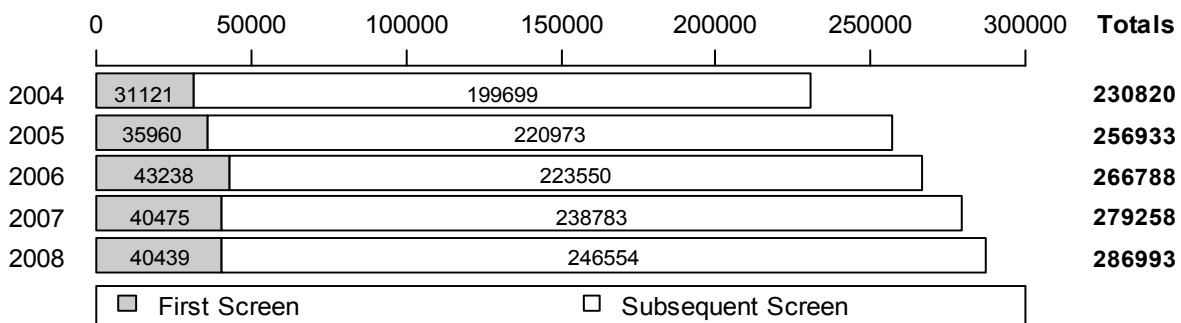 0 50000 100000 150000 200000 250000 300000 Totals
2004 31121 199699 230820
2005 35960 220973 256933
2006 43238 223550 266788
2007 40475 238783 279258
2008 40439 246554 286993
First Screen Subsequent Screen